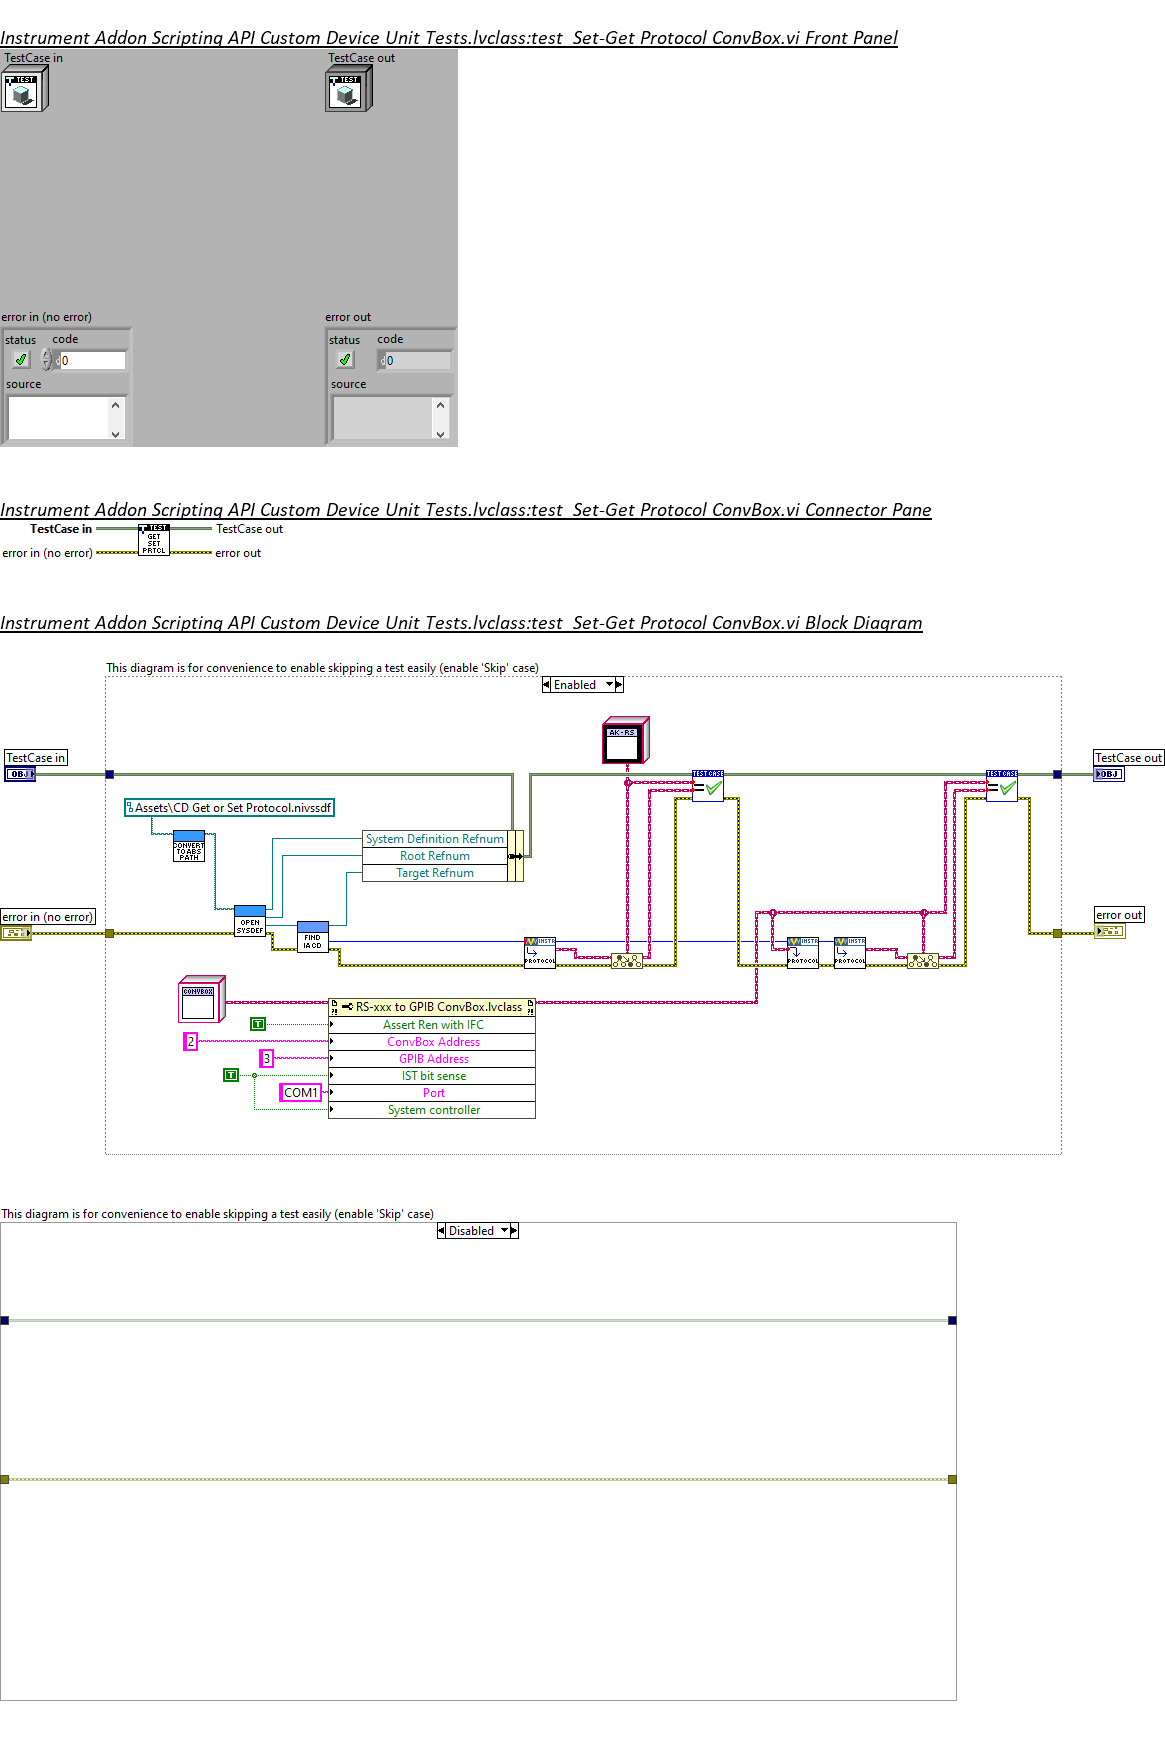 Instrument Addon Scripting API Custom Device Unit Tests.lvclass:test_Set-Get Protocol ConvBox.vi Front Panel
TestCase in
TestCase out
TEST
TEST
error in (no error)
error out
status
code
status
code
d
0
d
0
source
source
Instrument Addon Scripting API Custom Device Unit Tests.lvclass:test_Set-Get Protocol ConvBox.vi Connector Pane
TestCase in
TEST
GET
SET
PRTCL
TestCase out
error in (no error)
error out
Instrument Addon Scripting API Custom Device Unit Tests.lvclass:test_Set-Get Protocol ConvBox.vi Block Diagram
This diagram is for convenience to enable skipping a test easily (enable 'Skip' case)
Enabled
AK-RS
TestCase in
OBJ
TESTCASE
TESTCASE
TestCase out
OBJ
Assets\CD Get or Set Protocol.nivssdf
CONVERT
TO ABS
PATH
System Definition Refnum
Root Refnum
Target Refnum
error in (no error)
OPEN
SYSDEF
FIND
IA CD
error out
INSTR
PROTOCOL
INSTR
PROTOCOL
INSTR
PROTOCOL
CONVBOX
RS-xxx to GPIB ConvBox.lvclass
T
Assert Ren with IFC
2
ConvBox Address
3
GPIB Address
T
IST bit sense
COM1
Port
System controller
This diagram is for convenience to enable skipping a test easily (enable 'Skip' case)
Disabled